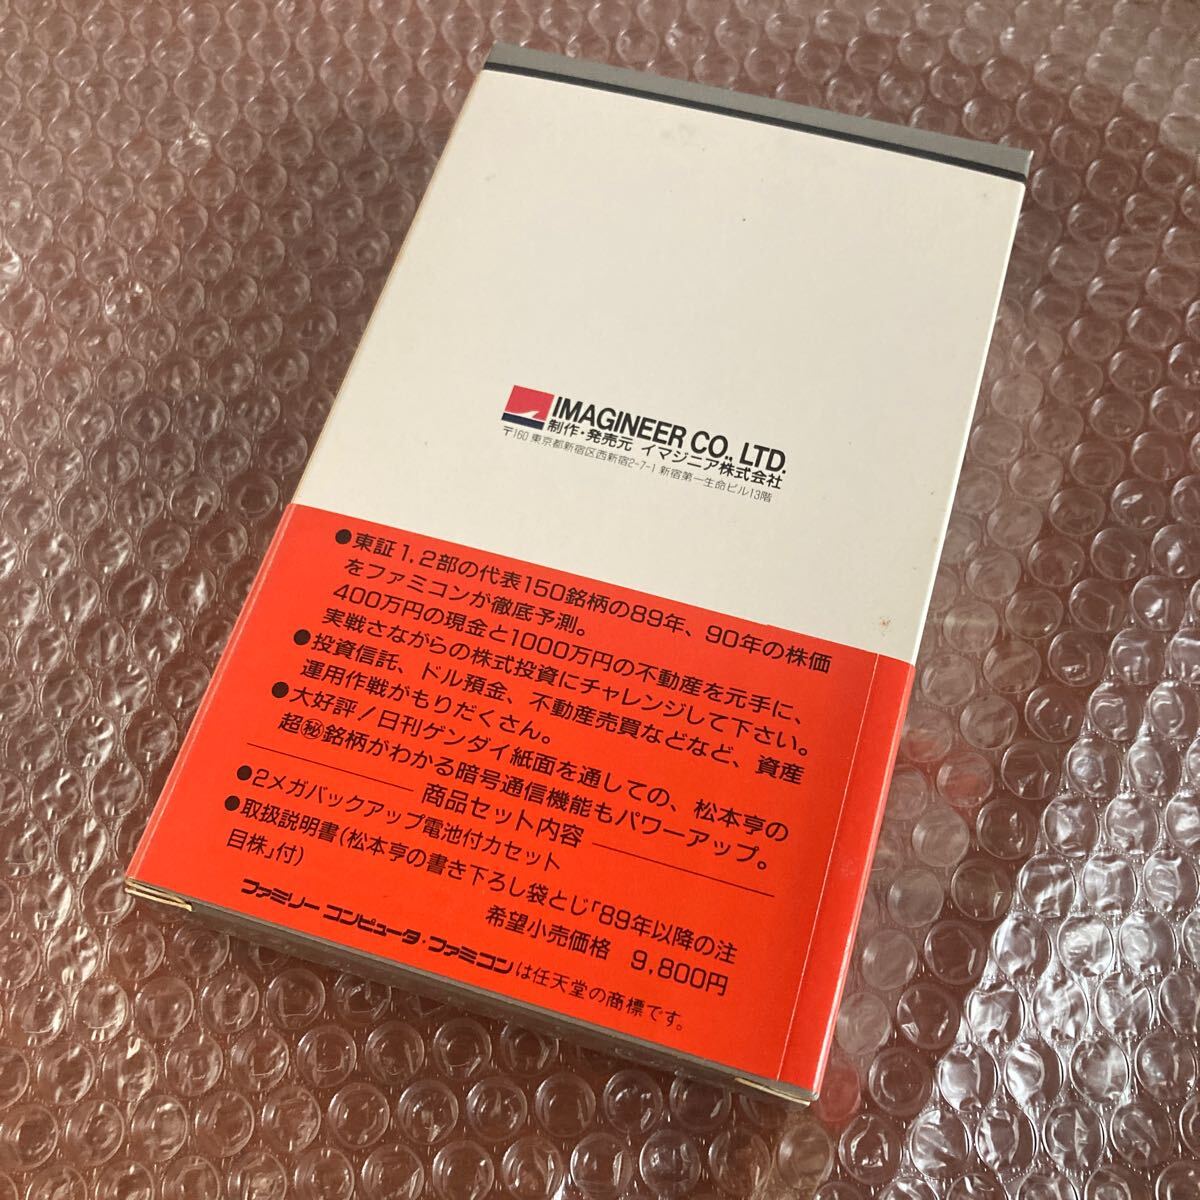 IMAGINEER CO., LTD.
制作・発売元 イマジニア株式会社
〒160 東京都新宿区西新宿2-7-1 新宿第一生命ビル13階
●東証1,2部の代表150銘柄の89年、90年の株価
をファミコンが徹底予測。
400万円の現金と1000万円の不動産を元手に、
実戦さながらの株式投資にチャレンジして下さい。
●投資信託、ドル預金、不動産売買などなど、資産
運用作戦がもりだくさん。
●大好評!日刊ゲンダイ紙面を通しての、松本亨の
超㊙銘柄がわかる暗号通信機能もパワーアップ。
商品セット内容
●2メガバックアップ電池付カセット
●取扱説明書(松本亨の書き下ろし袋とじ「89年以降の注
目株」付)
希望小売価格 9,800円
ファミリーコンピュータ・ファミコンは任天堂の商標です。